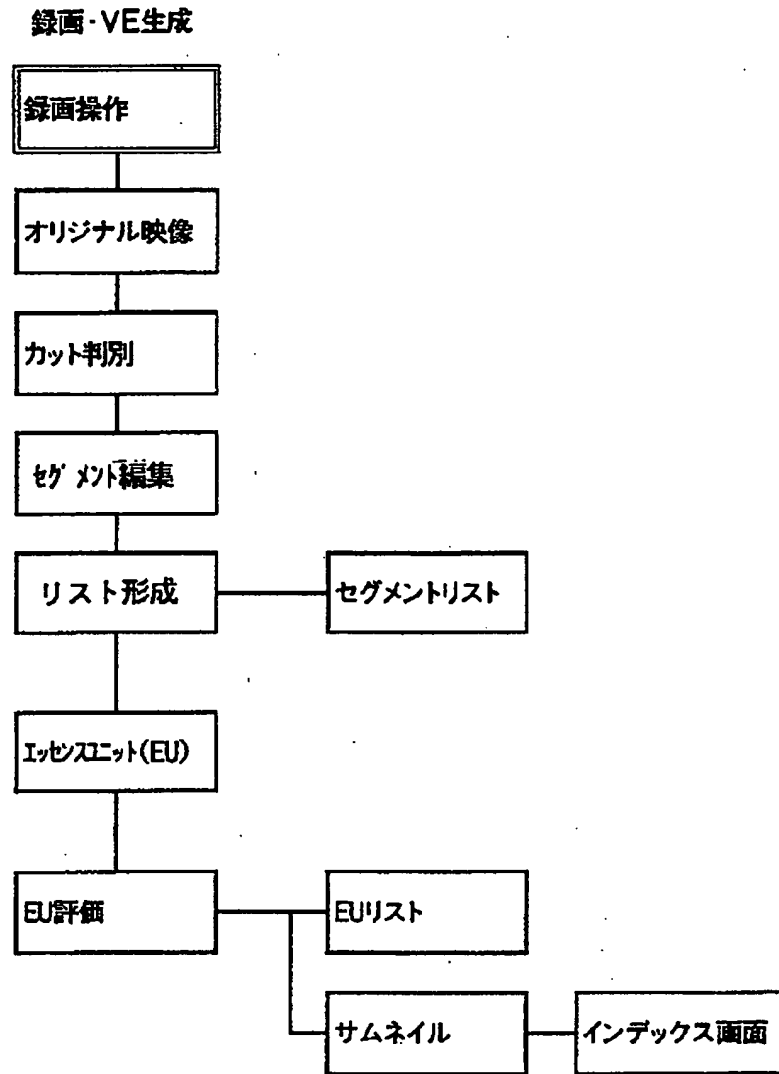 録画・VE生成
録画操作
オリジナル映像
カット判別
セグメント編集
リスト形成
セグメントリスト
エッセンスユニット(EU)
EU評価
EUリスト
サムネイル
インデックス画面